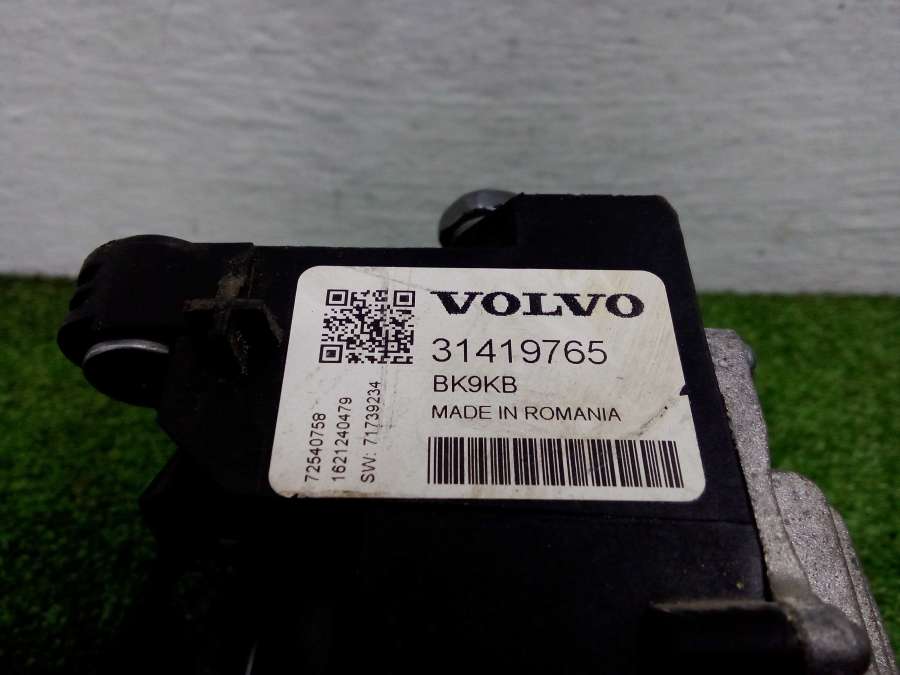 VOLVO
31419765
BK9KB
MADE IN ROMANIA
72540758
1621240479
SW: 71739234